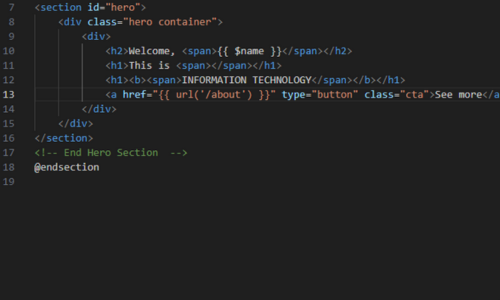 7 <section id="hero">
8 <div class="hero container">
9 <div>
10 <h2>Welcome, <span>{{ $name }}</span></h2>
11 <h1>This is <span></span></h1>
12 <h1><b><span>INFORMATION TECHNOLOGY</span></b></h1>
13 <a href="{{ url('/about') }}" type="button" class="cta">See more</a
14 </div>
15 </div>
16 </section>
17 <!-- End Hero Section  -->
18 @endsection
19